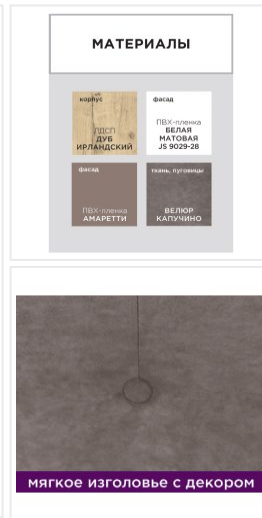 МАТЕРИАЛЫ
корпус
ЛДСП
ДУБ
ИРЛАНДСКИЙ
фасад
ПВХ-пленка
БЕЛАЯ
МАТОВАЯ
JS 9029-28
фасад
ПВХ-пленка
АМАРЕТТИ
ткань, пуговицы
ВЕЛЮР
КАПУЧИНО
мягкое изголовье с декором